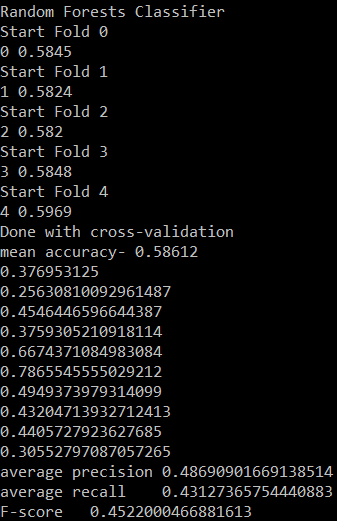 Random Forests Classifier
Start Fold 0
0 0.5845
Start Fold 1
1 0.5824
Start Fold 2
2 0.582
Start Fold 3
3 0.5848
Start Fold 4
4 0.5969
Done with cross-validation
mean accuracy- 0.58612
0.376953125
0.25630810092961487
0.4546446596644387
0.3759305210918114
0.6674371084983084
0.7865545555029212
0.4949373979314099
0.43204713932712413
0.4405727923627685
0.30552797087057265
average precision 0.48690901669138514
average recall    0.43127365754440883
F-score   0.4522000466881613